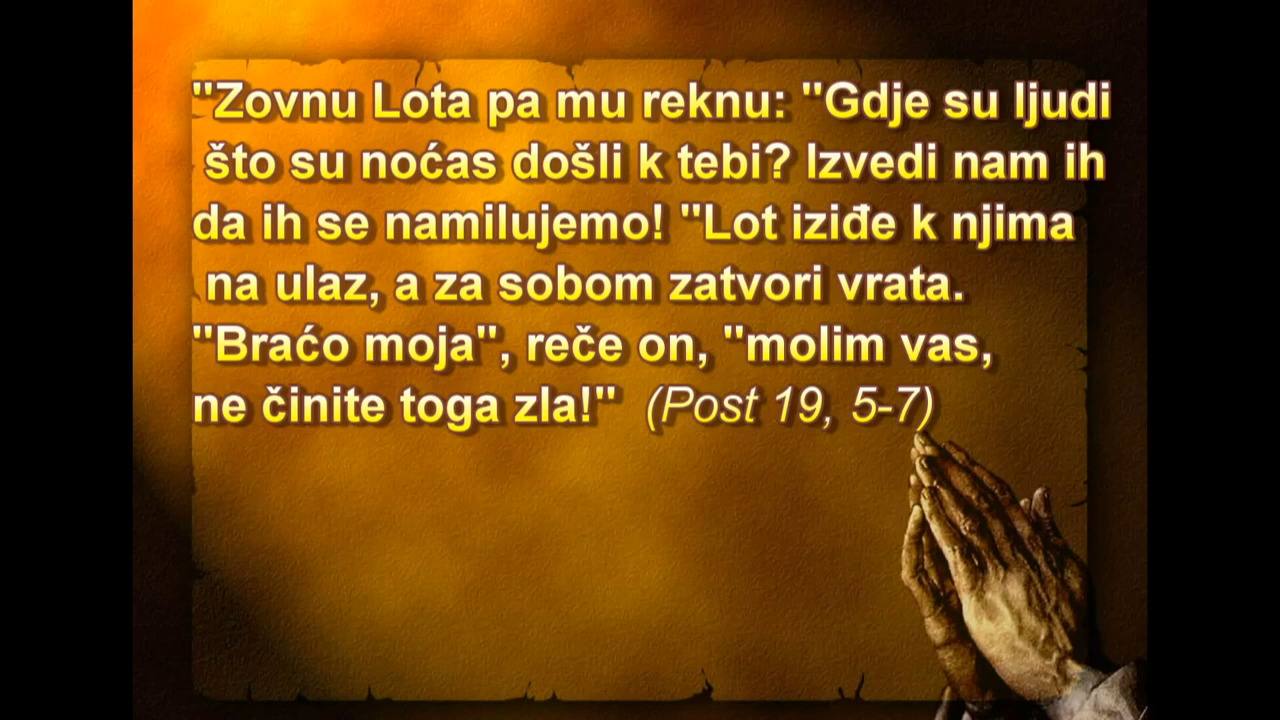 "Zovnu Lota pa mu reknu: "Gdje su ljudi
što su noćas došli k tebi? Izvedi nam ih
da ih se namilujemo! "Lot iziđe k njima
na ulaz, a za sobom zatvori vrata.
"Braćo moja", reče on, "molim vas,
ne činite toga zla!" (Post 19, 5-7)